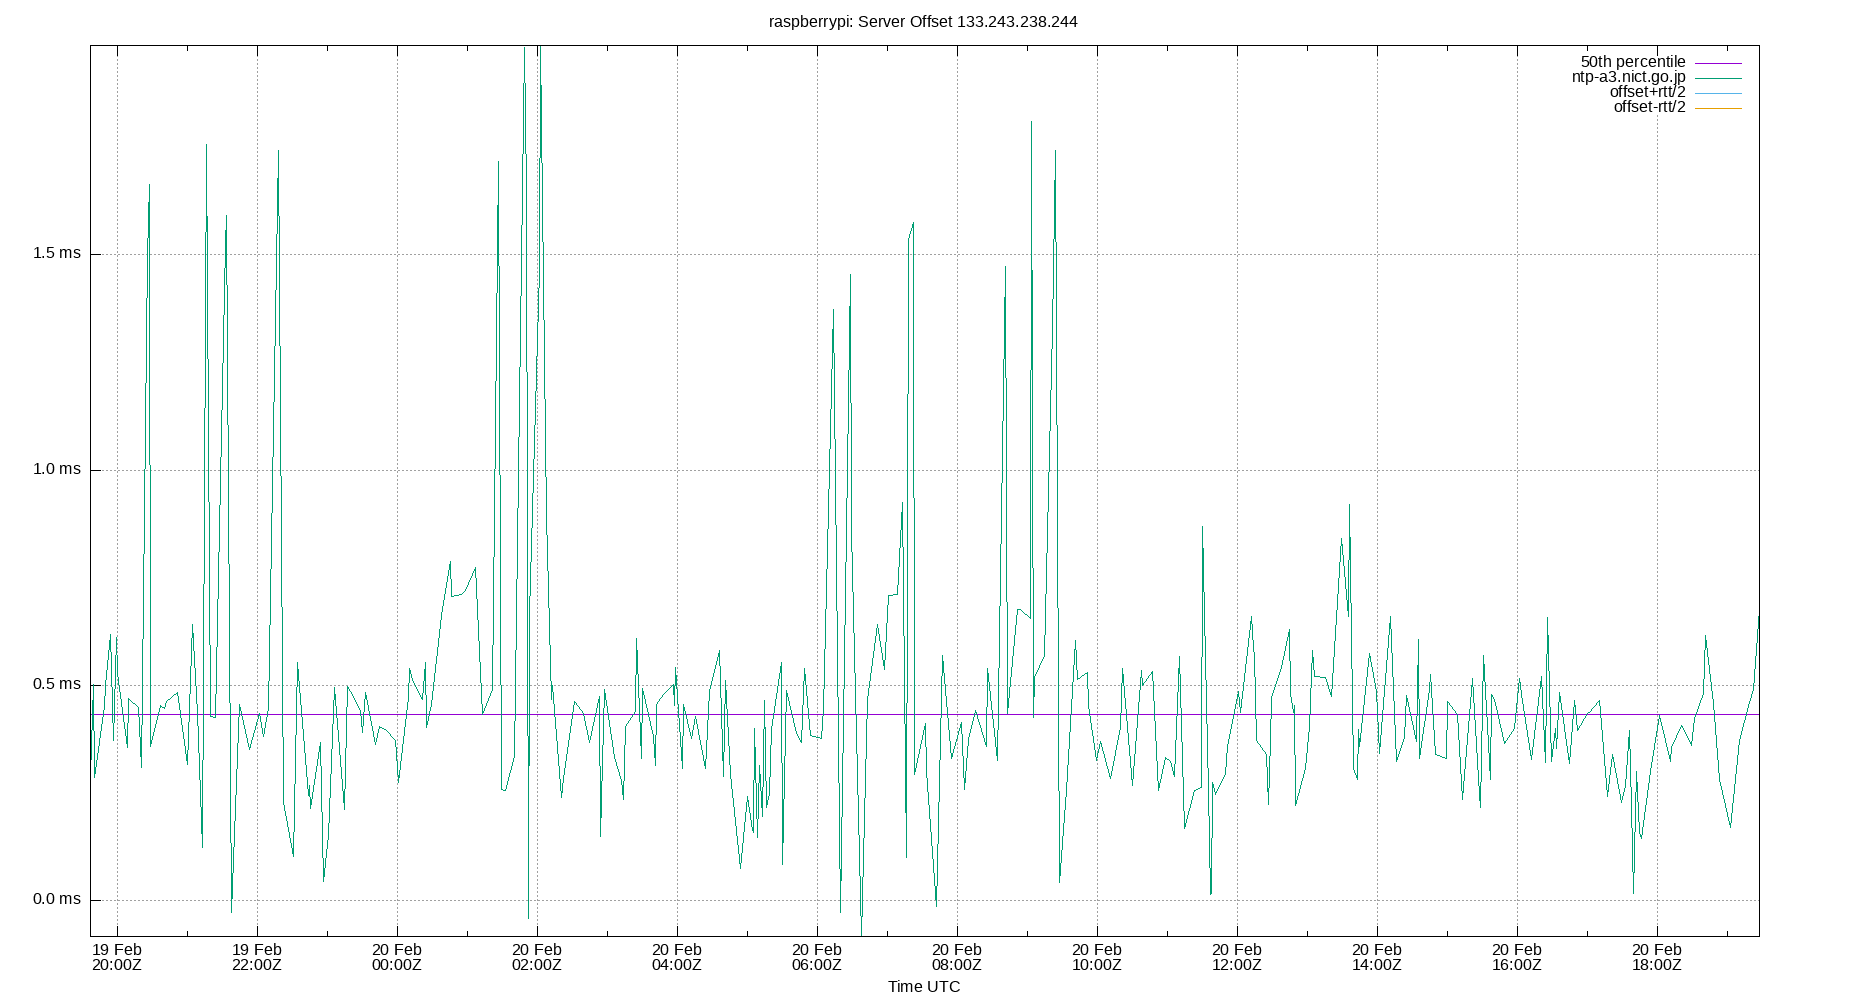 raspberrypi: Server Offset 133.243.238.244
50th percentile
ntp-a3.nict.go.jp
offset+rtt/2
offset-rtt/2
1.5 ms
1.0 ms
0.5 ms
0.0 ms
19 Feb 19 Feb 20 Feb 20 Feb 20 Feb 20 Feb 20 Feb 20 Feb 20 Feb 20 Feb 20 Feb 20 Feb
20:00Z 22:00Z 00:00Z 02:00Z 04:00Z 06:00Z 08:00Z 10:00Z 12:00Z 14:00Z 16:00Z 18:00Z
Time UTC